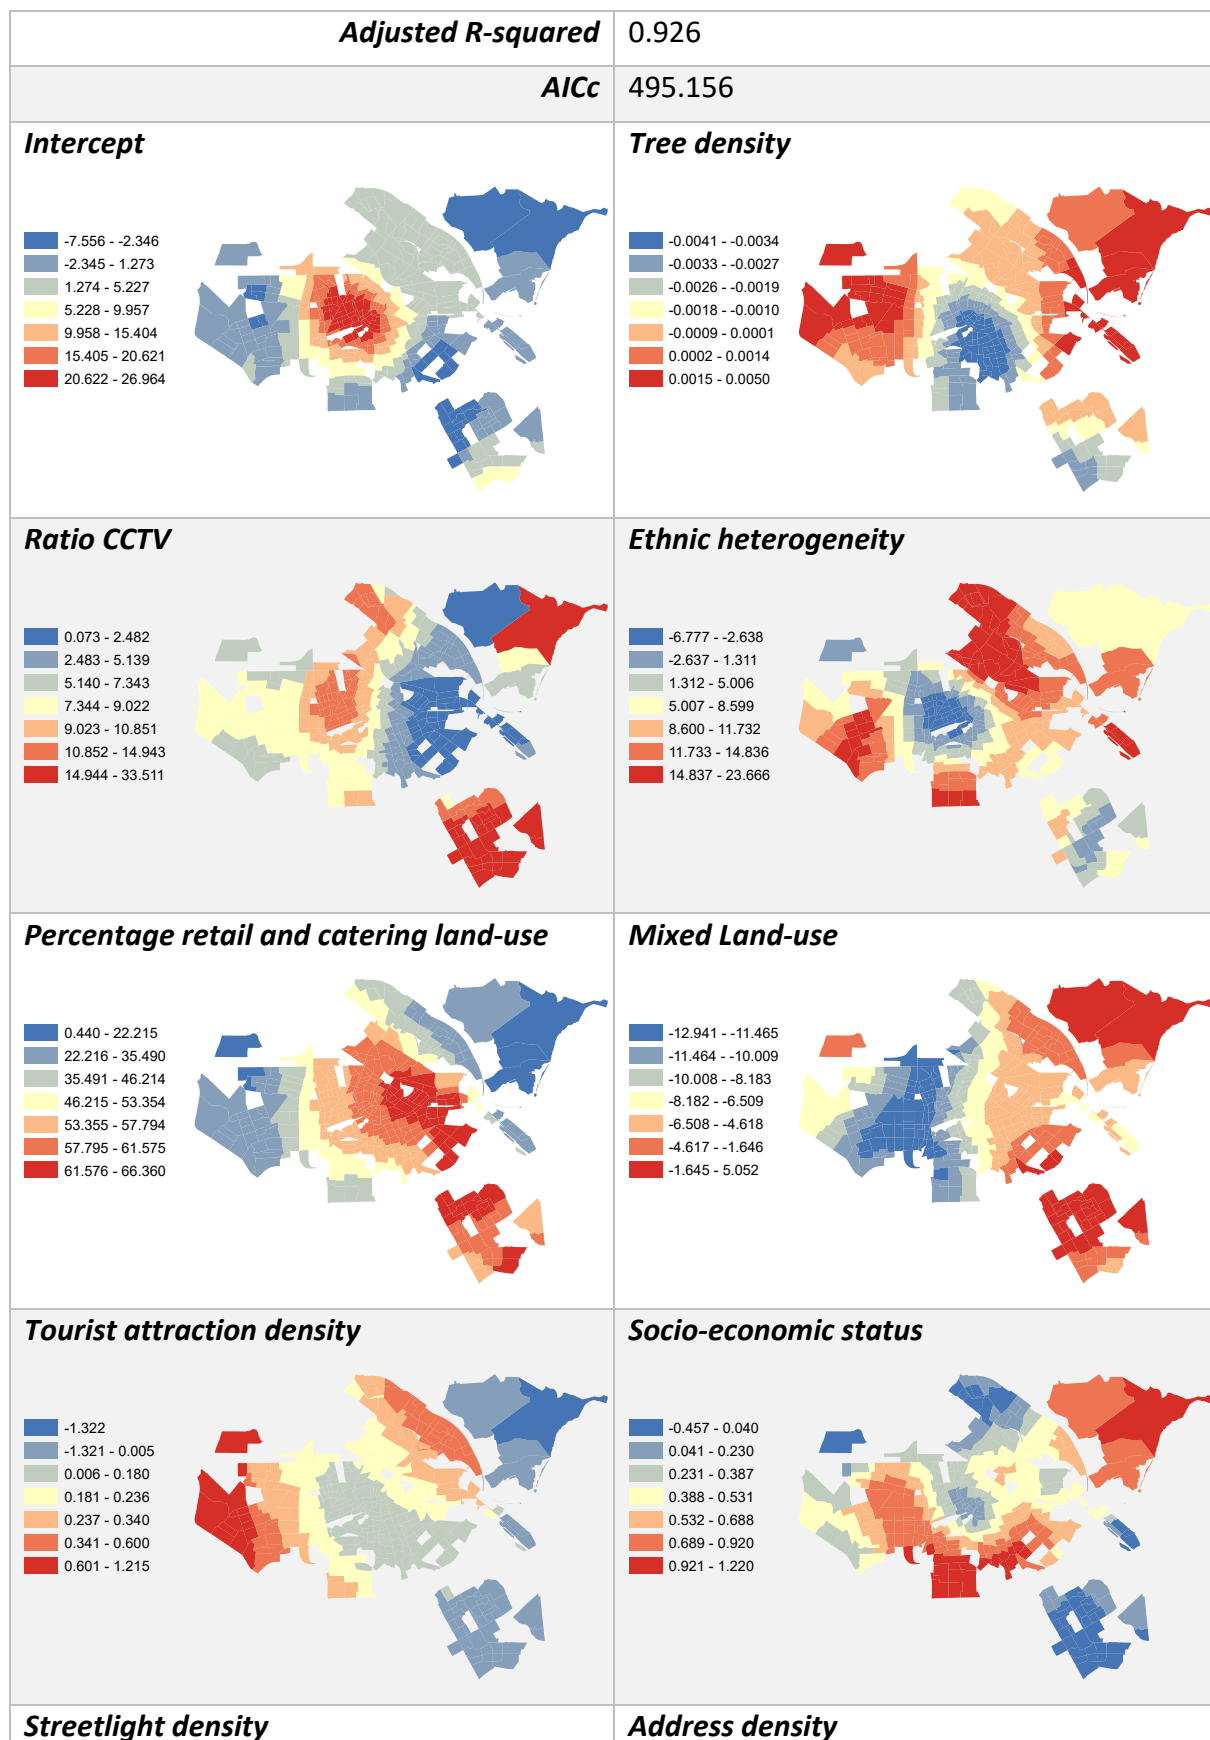 Adjusted R-squared 0.926
AICc 495.156
Intercept
-7.556 - -2.346
-2.345 - 1.273
1.274 - 5.227
5.228 - 9.957
9.958 - 15.404
15.405 - 20.621
20.622 - 26.964
Tree density
-0.0041 - -0.0034
-0.0033 - -0.0027
-0.0026 - -0.0019
-0.0018 - -0.0010
-0.0009 - 0.0001
0.0002 - 0.0014
0.0015 - 0.0050
Ratio CCTV
0.073 - 2.482
2.483 - 5.139
5.140 - 7.343
7.344 - 9.022
9.023 - 10.851
10.852 - 14.943
14.944 - 33.511
Ethnic heterogeneity
-6.777 - -2.638
-2.637 - 1.311
1.312 - 5.006
5.007 - 8.599
8.600 - 11.732
11.733 - 14.836
14.837 - 23.666
Percentage retail and catering land-use
0.440 - 22.215
22.216 - 35.490
35.491 - 46.214
46.215 - 53.354
53.355 - 57.794
57.795 - 61.575
61.576 - 66.360
Mixed Land-use
-12.941 - -11.465
-11.464 - -10.009
-10.008 - -8.183
-8.182 - -6.509
-6.508 - -4.618
-4.617 - -1.646
-1.645 - 5.052
Tourist attraction density
-1.322
-1.321 - 0.005
0.006 - 0.180
0.181 - 0.236
0.237 - 0.340
0.341 - 0.600
0.601 - 1.215
Socio-economic status
-0.457 - 0.040
0.041 - 0.230
0.231 - 0.387
0.388 - 0.531
0.532 - 0.688
0.689 - 0.920
0.921 - 1.220
Streetlight density
Address density